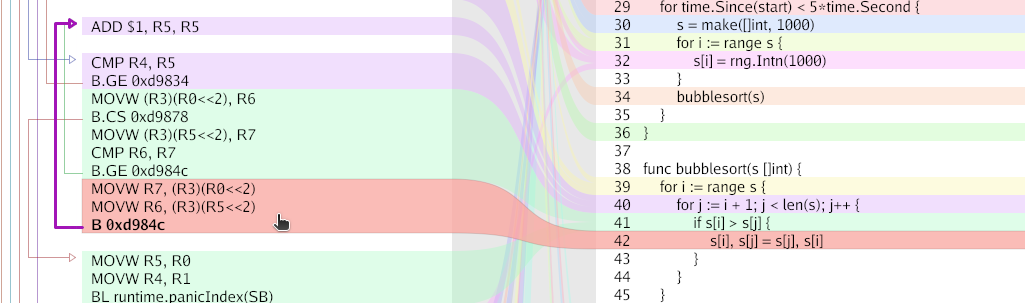 ADD $1, R5, R5
CMP R4, R5
B.GE 0xd9834
MOVW (R3)(R0<<2), R6
B.CS 0xd9878
MOVW (R3)(R5<<2), R7
CMP R6, R7
B.GE 0xd984c
MOVW R7, (R3)(R0<<2)
MOVW R6, (R3)(R5<<2)
B 0xd984c
MOVW R5, R0
MOVW R4, R1
BL runtime.panicIndex(SB)
29 for time.Since(start) < 5*time.Second {
30 s = make([]int, 1000)
31 for i := range s {
32 s[i] = rng.Intn(1000)
33 }
34 bubblesort(s)
35 }
36 }
37
38 func bubblesort(s []int) {
39 for i := range s {
40 for j := i + 1; j < len(s); j++ {
41 if s[i] > s[j] {
42 s[i], s[j] = s[j], s[i]
43 }
44 }
45 }